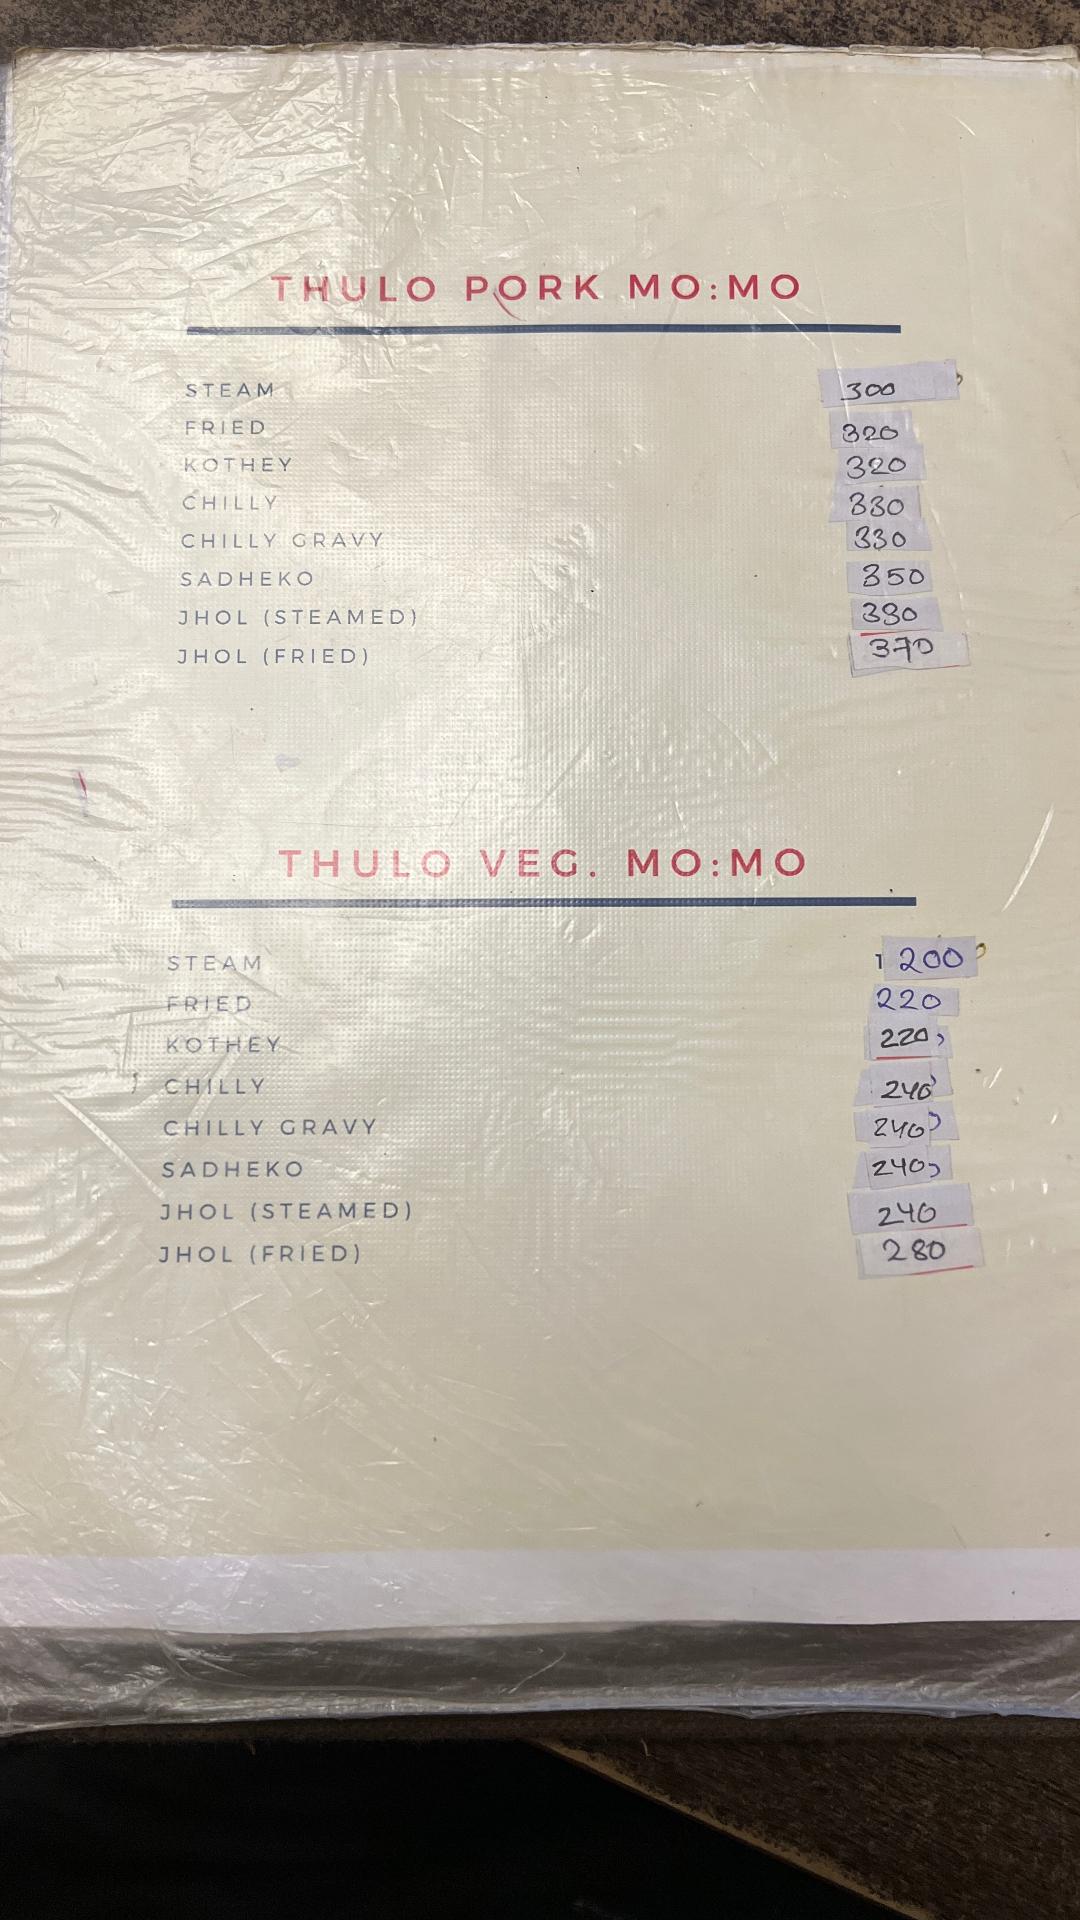 THULO PORK MO:MO
STEAM 300
FRIED 320
KOTHEY 320
CHILLY 330
CHILLY GRAVY 330
SADHEKO 350
JHOL (STEAMED)
JHOL (FRIED) 370
THULO VEG. MO:MO
STEAM 200
FRIED 220
KOTHEY 220
CHILLY 240
CHILLY GRAVY 240
SADHEKO 240
JHOL (STEAMED) 240
JHOL (FRIED) 280